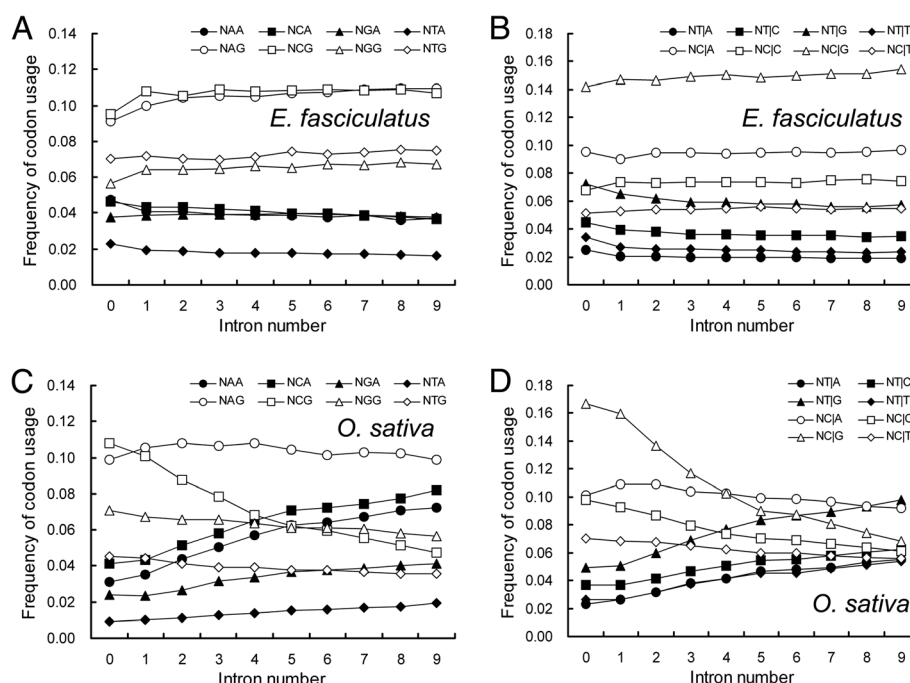 A
NAA NCA NGA NTA
NAG NCG NGG NTG
E. fasciculatus
Frequency of codon usage
0.14
0.12
0.10
0.08
0.06
0.04
0.02
0.00
0 1 2 3 4 5 6 7 8 9
Intron number
B
NT|A NT|C NT|G NT|T
NC|A NC|C NC|G NC|T
E. fasciculatus
Frequency of codon usage
0.18
0.16
0.14
0.12
0.10
0.08
0.06
0.04
0.02
0.00
0 1 2 3 4 5 6 7 8 9
Intron number
C
NAA NCA NGA NTA
NAG NCG NGG NTG
O. sativa
Frequency of codon usage
0.14
0.12
0.10
0.08
0.06
0.04
0.02
0.00
0 1 2 3 4 5 6 7 8 9
Intron number
D
NT|A NT|C
NT|G NT|T
NC|A NC|C
NC|G NC|T
O. sativa
Frequency of codon usage
0.18
0.16
0.14
0.12
0.10
0.08
0.06
0.04
0.02
0.00
0 1 2 3 4 5 6 7 8 9
Intron number